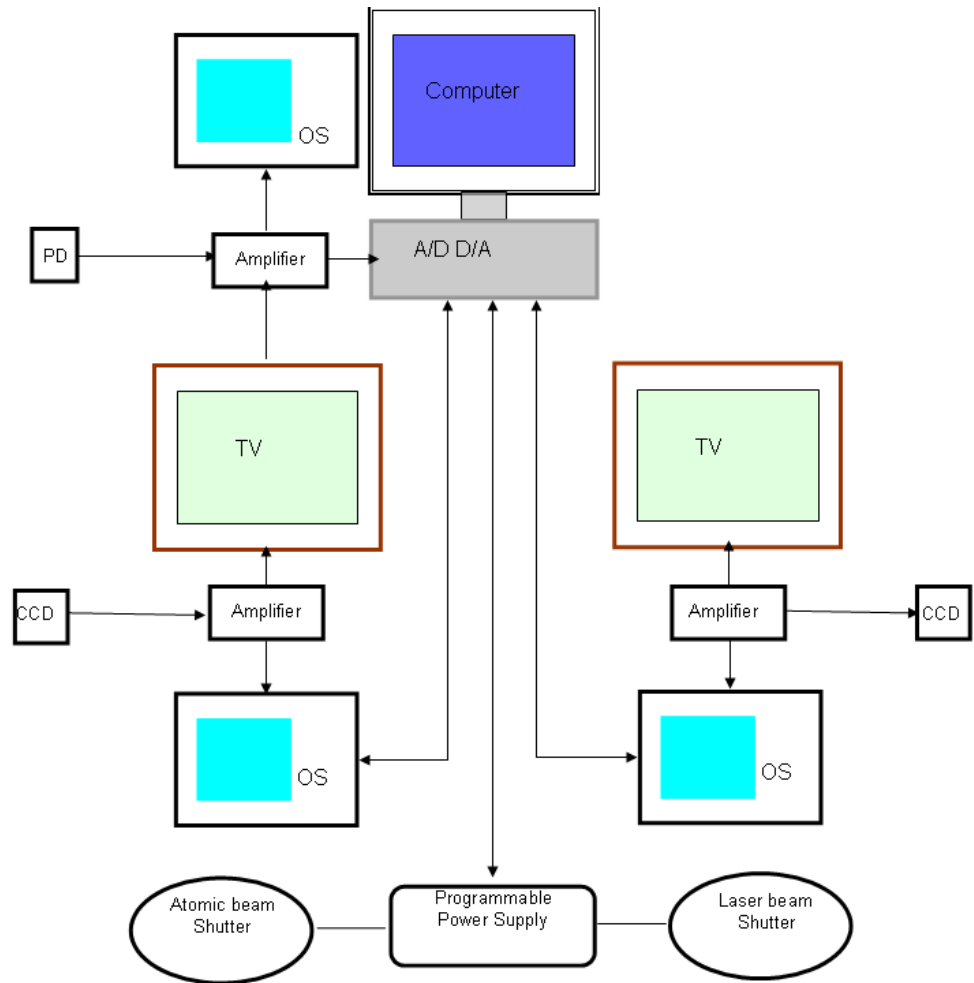 Computer
OS
A/D D/A
PD
Amplifier
TV
TV
CCD
Amplifier
Amplifier
CCD
OS
OS
Atomic beam
Shutter
Programmable
Power Supply
Laser beam
Shutter